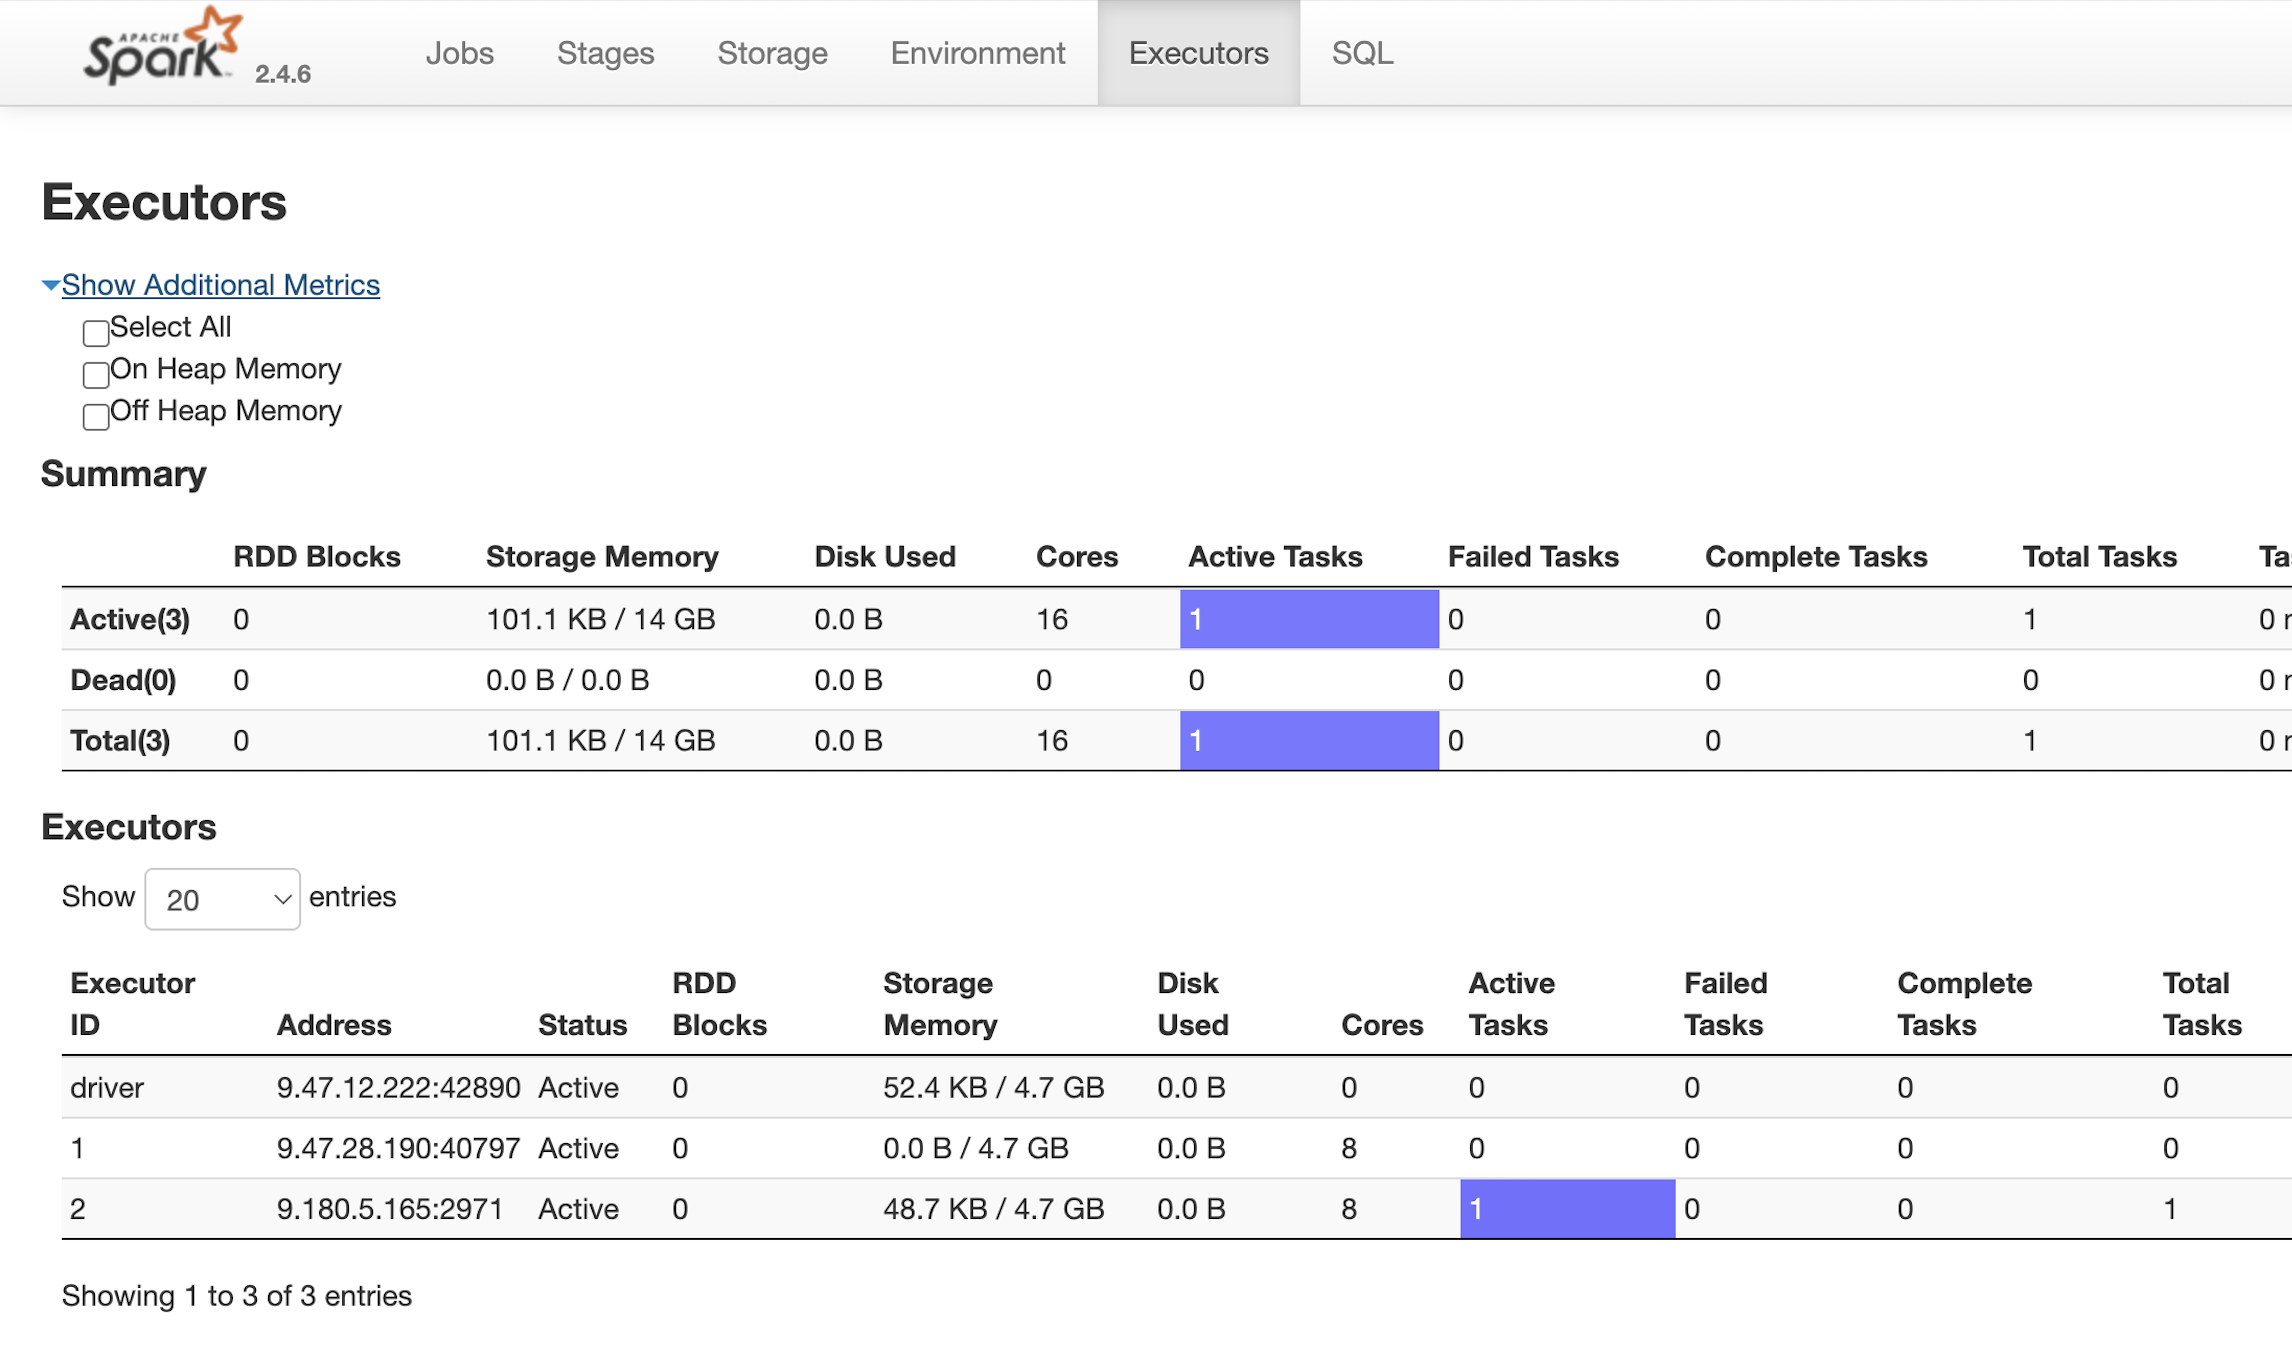 APACHE Spark 2.4.6 Jobs Stages Storage Environment Executors SQL
Executors
Show Additional Metrics
Select All
On Heap Memory
Off Heap Memory
Summary
RDD Blocks Storage Memory Disk Used Cores Active Tasks Failed Tasks Complete Tasks Total Tasks
Active(3) 0 101.1 KB / 14 GB 0.0 B 16 1 0 0 1 0
Dead(0) 0 0.0 B / 0.0 B 0.0 B 0 0 0 0 0 0
Total(3) 0 101.1 KB / 14 GB 0.0 B 16 1 0 0 1 0
Executors
Show 20 entries
Executor ID Address Status RDD Blocks Storage Memory Disk Used Cores Active Tasks Failed Tasks Complete Tasks Total Tasks
driver 9.47.12.222:42890 Active 0 52.4 KB / 4.7 GB 0.0 B 0 0 0 0 0
1 9.47.28.190:40797 Active 0 0.0 B / 4.7 GB 0.0 B 8 0 0 0 0
2 9.180.5.165:2971 Active 0 48.7 KB / 4.7 GB 0.0 B 8 1 0 0 1
Showing 1 to 3 of 3 entries